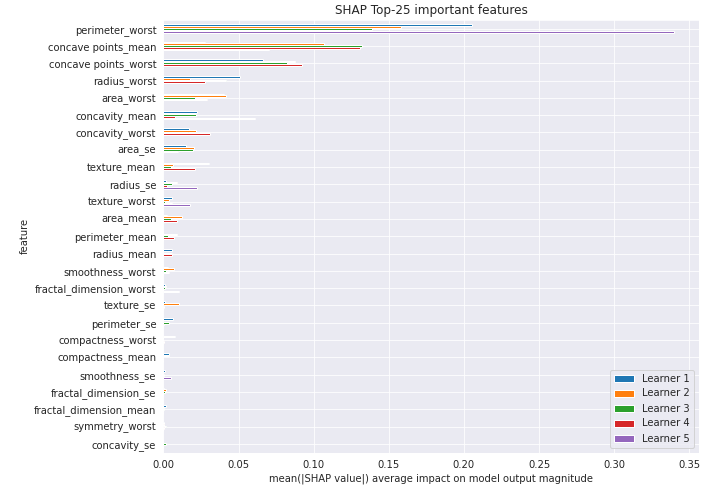 SHAP Top-25 important features
perimeter_worst
concave points_mean
concave points_worst
radius_worst
area_worst
concavity_mean
concavity_worst
area_se
texture_mean
radius_se
texture_worst
area_mean
perimeter_mean
radius_mean
smoothness_worst
fractal_dimension_worst
texture_se
perimeter_se
compactness_worst
compactness_mean
smoothness_se
fractal_dimension_se
fractal_dimension_mean
symmetry_worst
concavity_se
feature
Learner 1
Learner 2
Learner 3
Learner 4
Learner 5
0.00 0.05 0.10 0.15 0.20 0.25 0.30 0.35
mean(|SHAP value|) average impact on model output magnitude